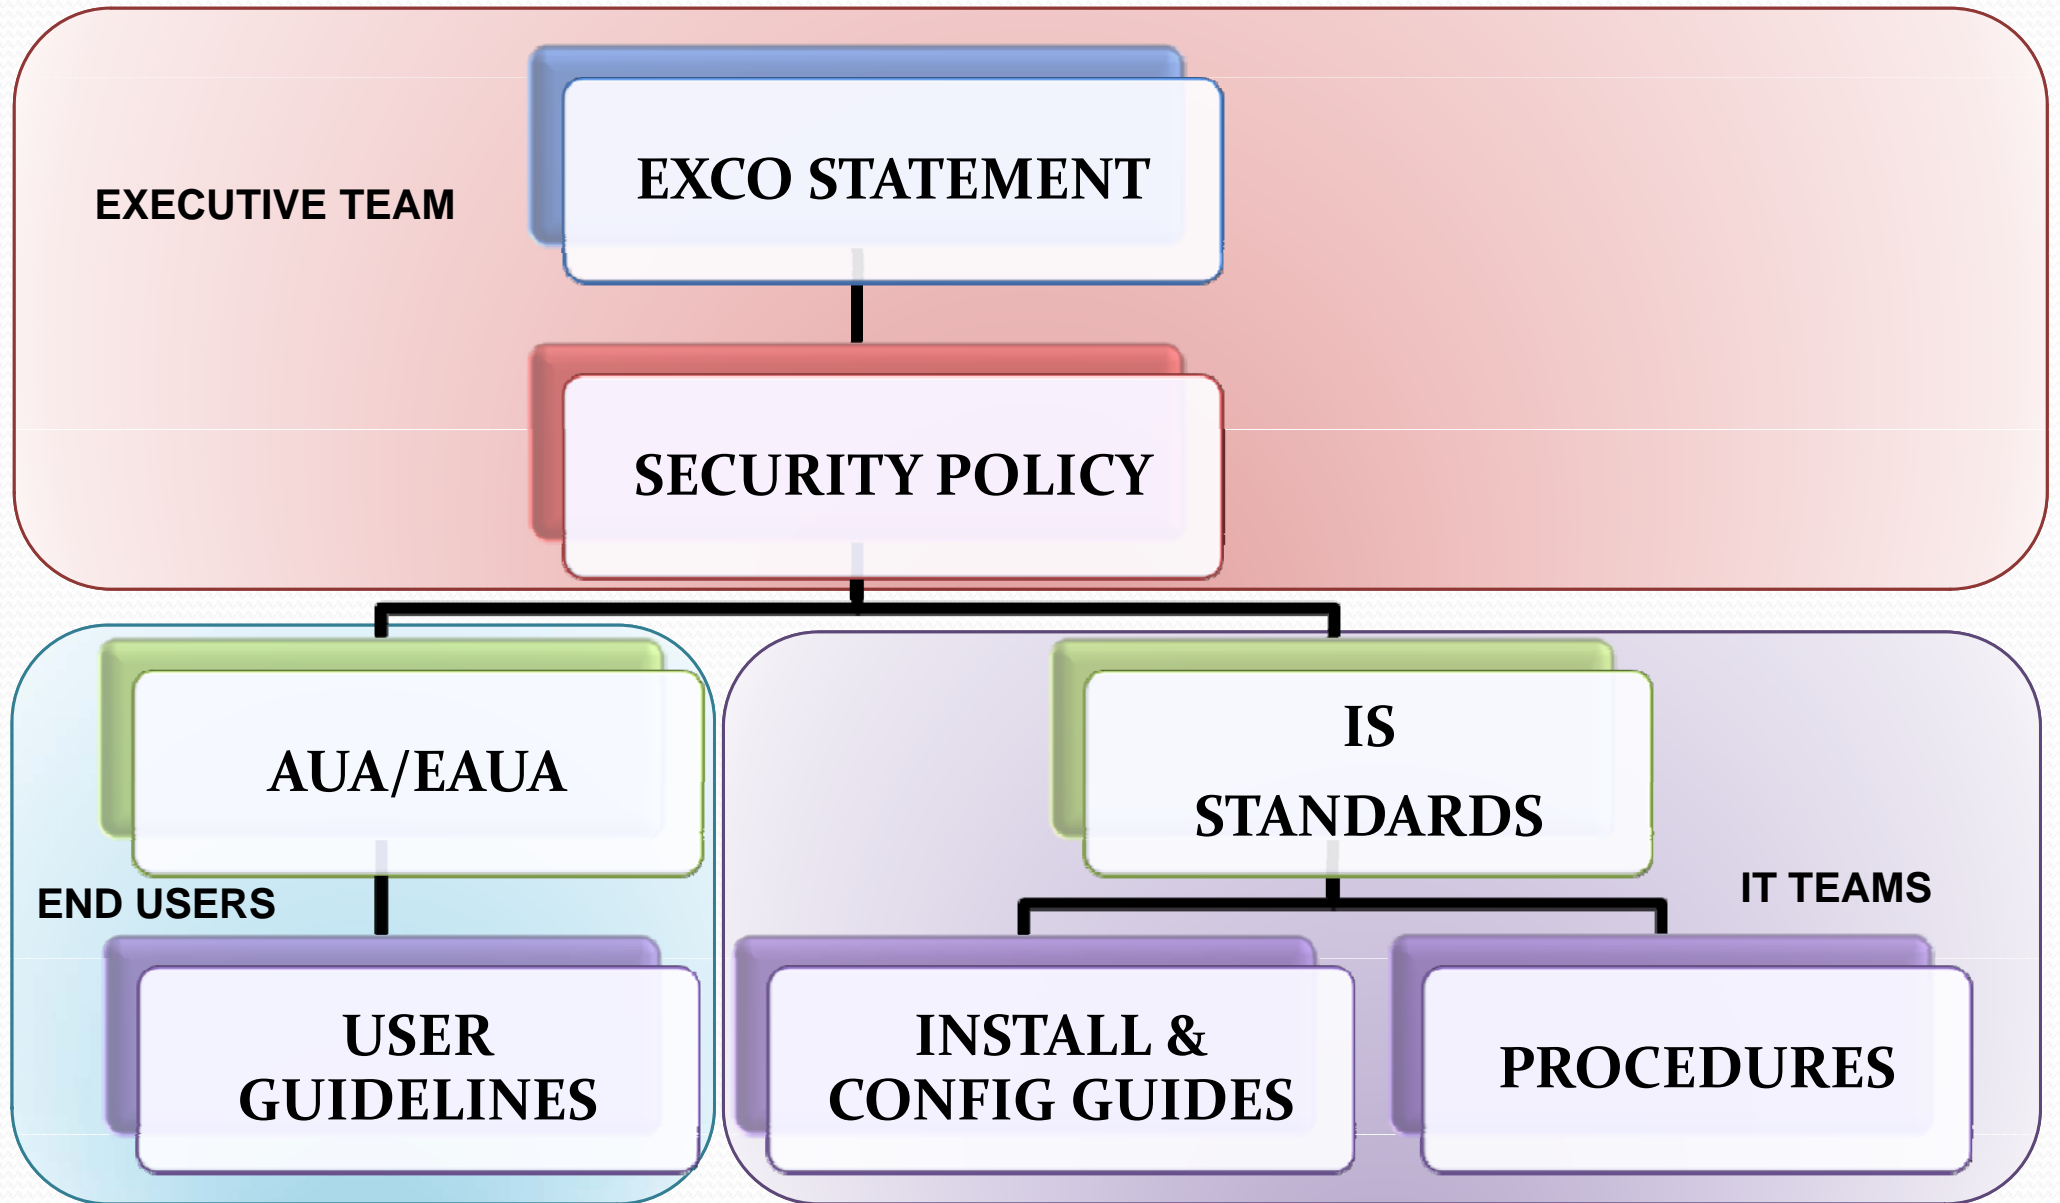 EXCO STATEMENT
EXECUTIVE TEAM
SECURITY POLICY
AUA/EAUA
IS
STANDARDS
END USERS
IT TEAMS
USER
GUIDELINES
INSTALL &
CONFIG GUIDES
PROCEDURES